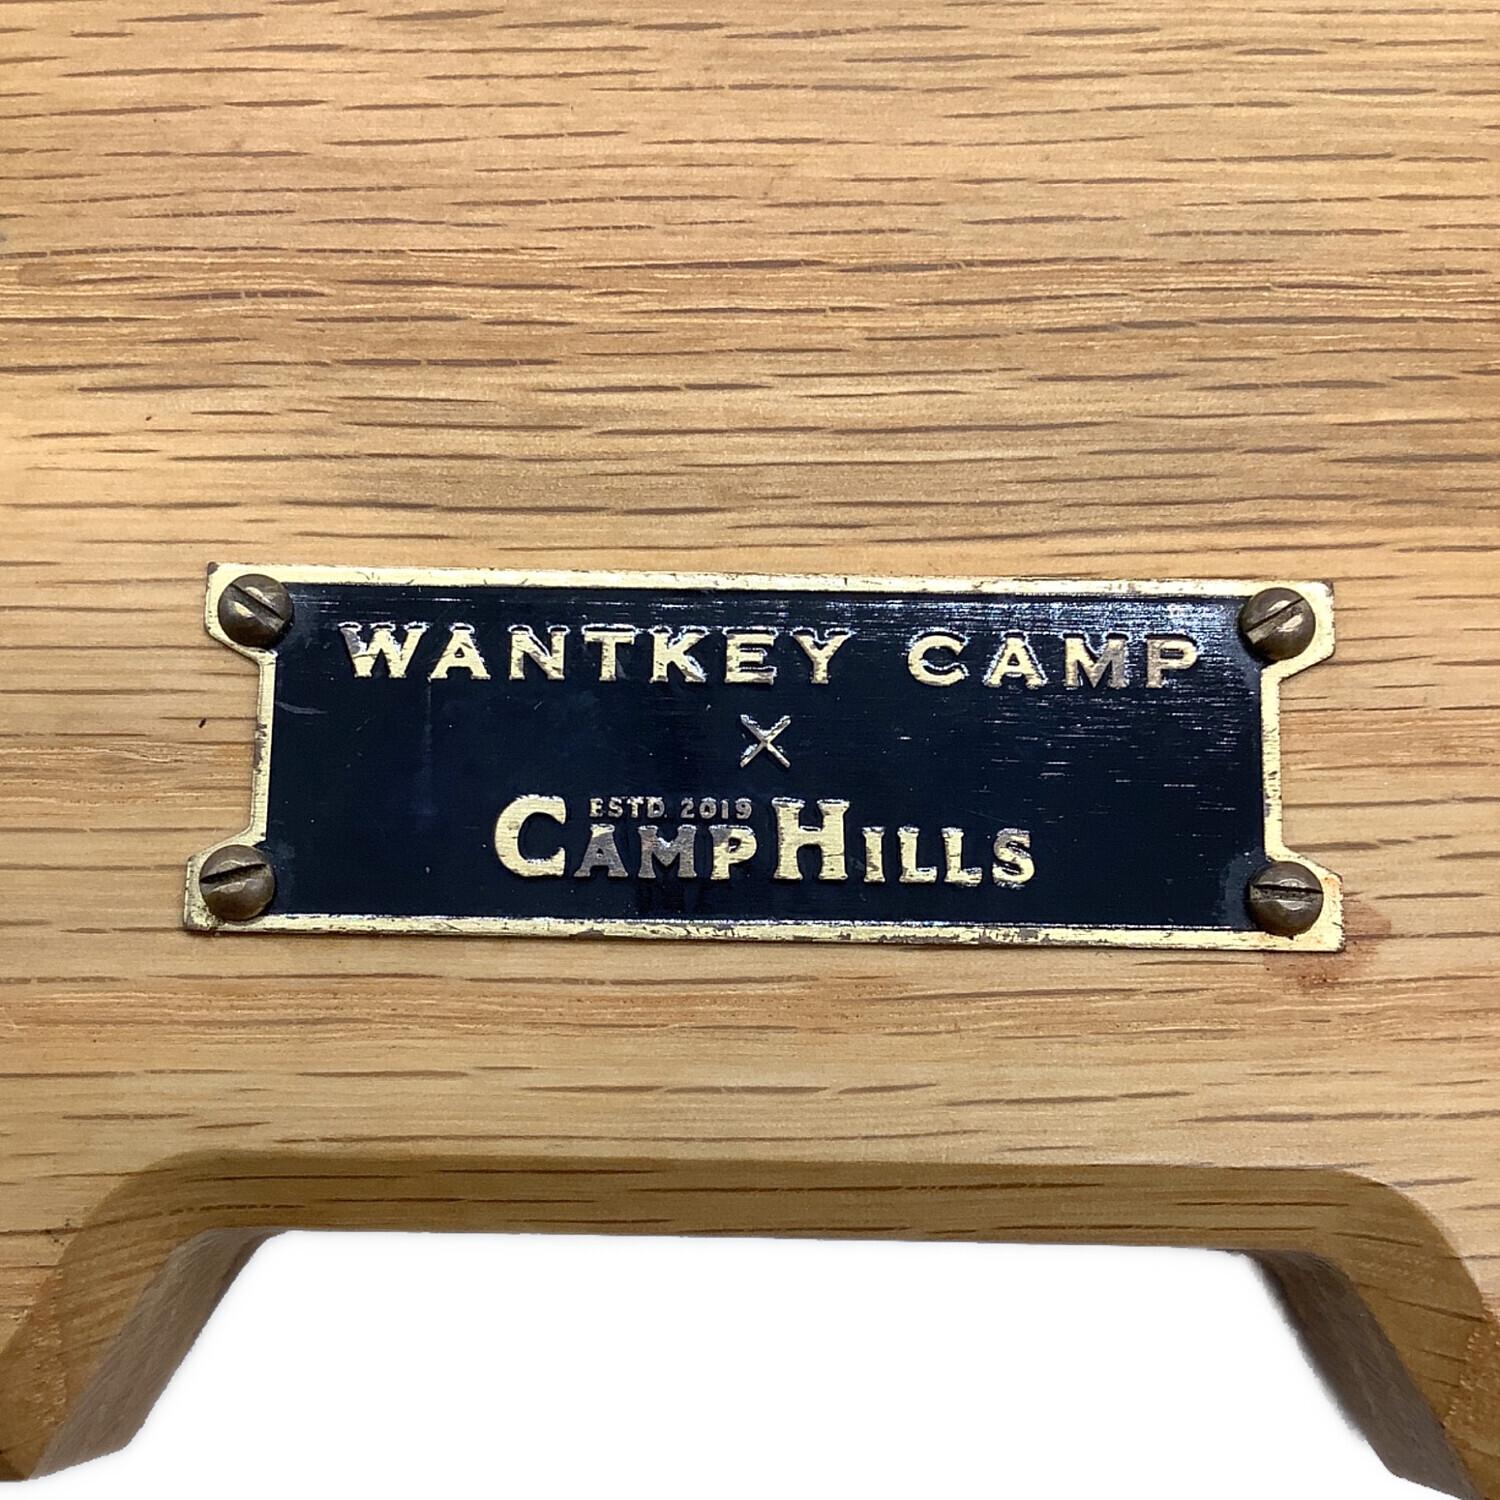 WANTKEY CAMP
×
ESTD. 2019
CAMPHILLS